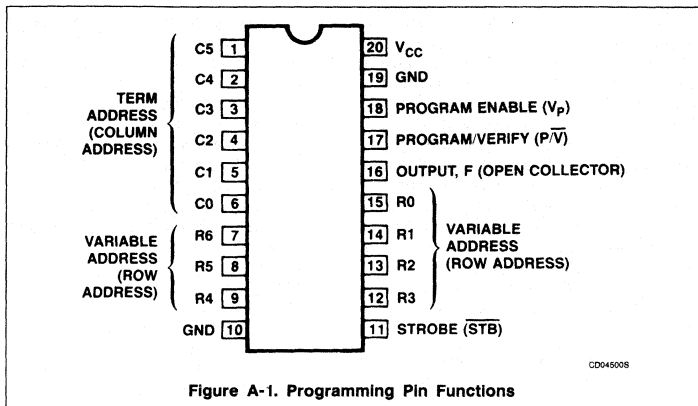 C5 1
C4 2
C3 3
C2 4
C1 5
C0 6
R6 7
R5 8
R4 9
GND 10
TERM
ADDRESS
(COLUMN
ADDRESS)
VARIABLE
ADDRESS
(ROW
ADDRESS)
20 VCC
19 GND
18 PROGRAM ENABLE (VP)
17 PROGRAM/VERIFY (P/V̅)
16 OUTPUT, F (OPEN COLLECTOR)
15 R0
14 R1
13 R2
12 R3
11 STROBE (S̅T̅B̅)
VARIABLE
ADDRESS
(ROW ADDRESS)
CD04500S
Figure A-1. Programming Pin Functions